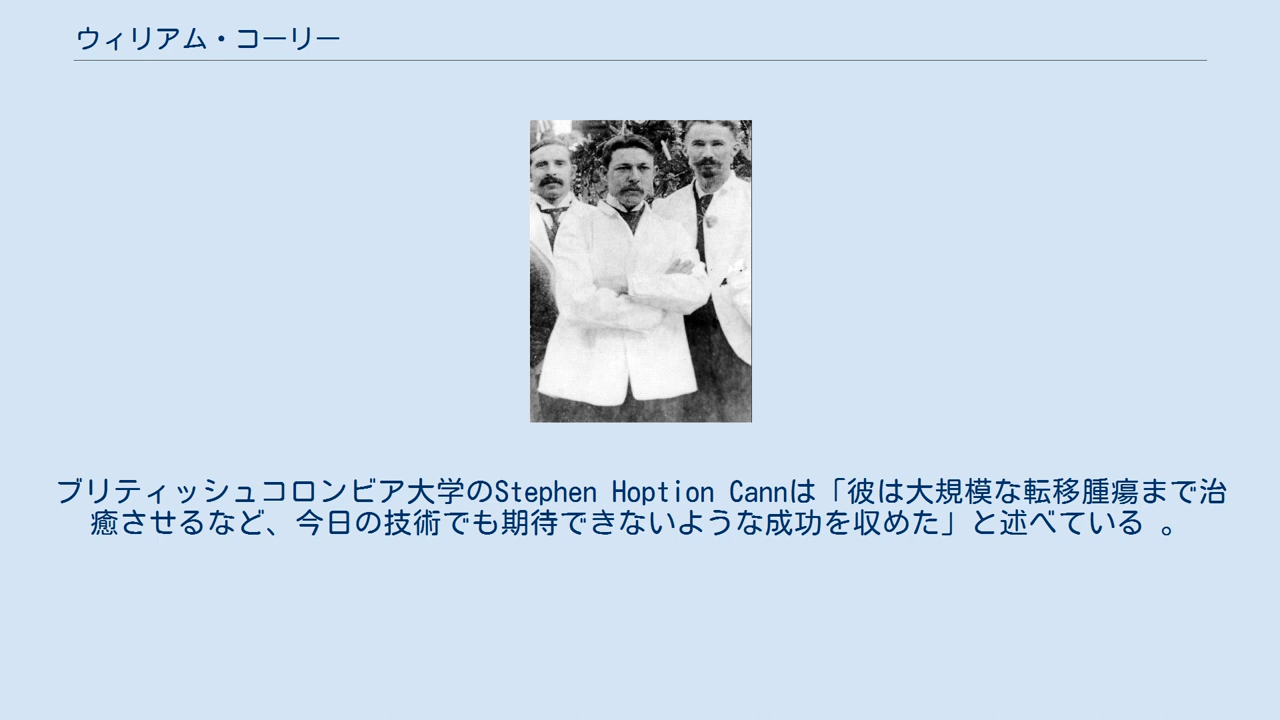 ウィリアム・コーリー
ブリティッシュコロンビア大学のStephen Hoption Cannは「彼は大規模な転移腫瘍まで治
癒させるなど、今日の技術でも期待できないような成功を収めた」と述べている 。